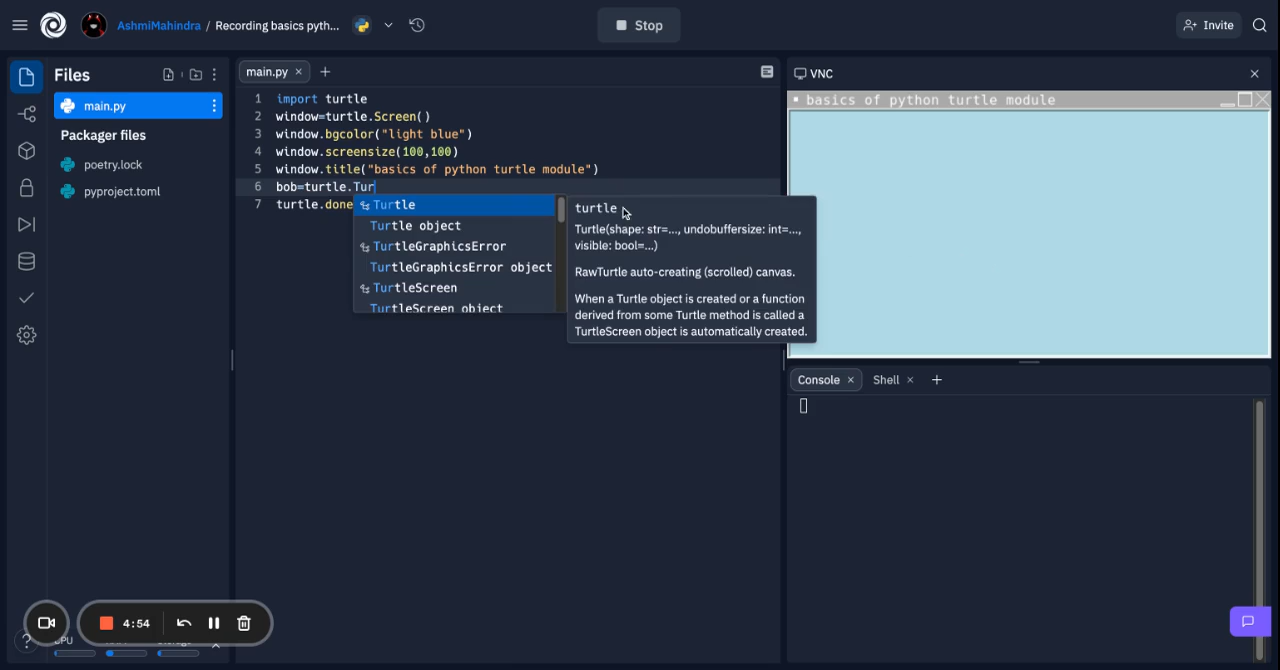 AshmiMahindra / Recording basics pyth...
Stop
Invite
Files
main.py
Packager files
poetry.lock
pyproject.toml
main.py
1 import turtle
2 window=turtle.Screen()
3 window.bgcolor("light blue")
4 window.screensize(100,100)
5 window.title("basics of python turtle module")
6 bob=turtle.Tur
7 turtle.done
Turtle
Turtle object
TurtleGraphicsError
TurtleGraphicsError object
TurtleScreen
TurtleScreen object
turtle
Turtle(shape: str=..., undobuffersize: int=...,
visible: bool=...)
RawTurtle auto-creating (scrolled) canvas.
When a Turtle object is created or a function
derived from some Turtle method is called a
TurtleScreen object is automatically created.
VNC
basics of python turtle module
Console
Shell
4:54
CPU